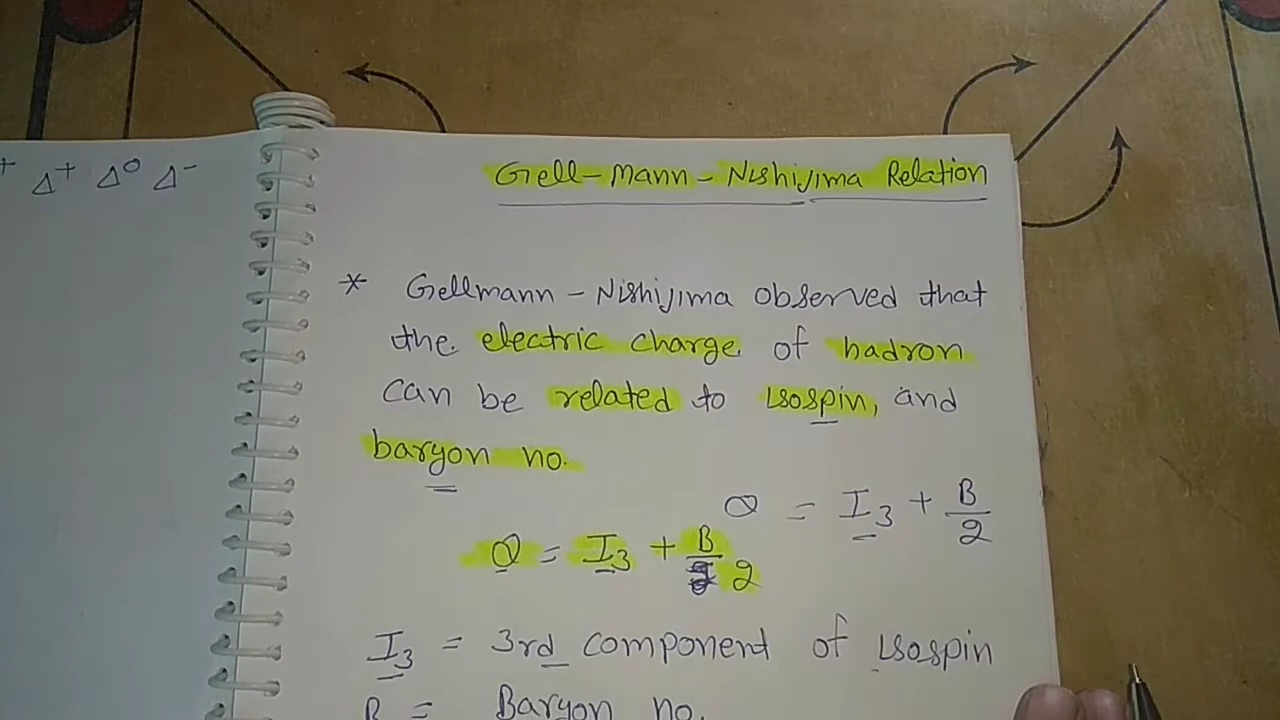 + Δ⁺ Δ⁰ Δ⁻
Gell-Mann-Nishijima Relation
* Gellmann-Nishijima observed that
the electric charge of hadron
can be related to Isospin, and
baryon no.
Q = I₃ + B/2
Q = I₃ + B/2
I₃ = 3rd component of Isospin
B = Baryon no.